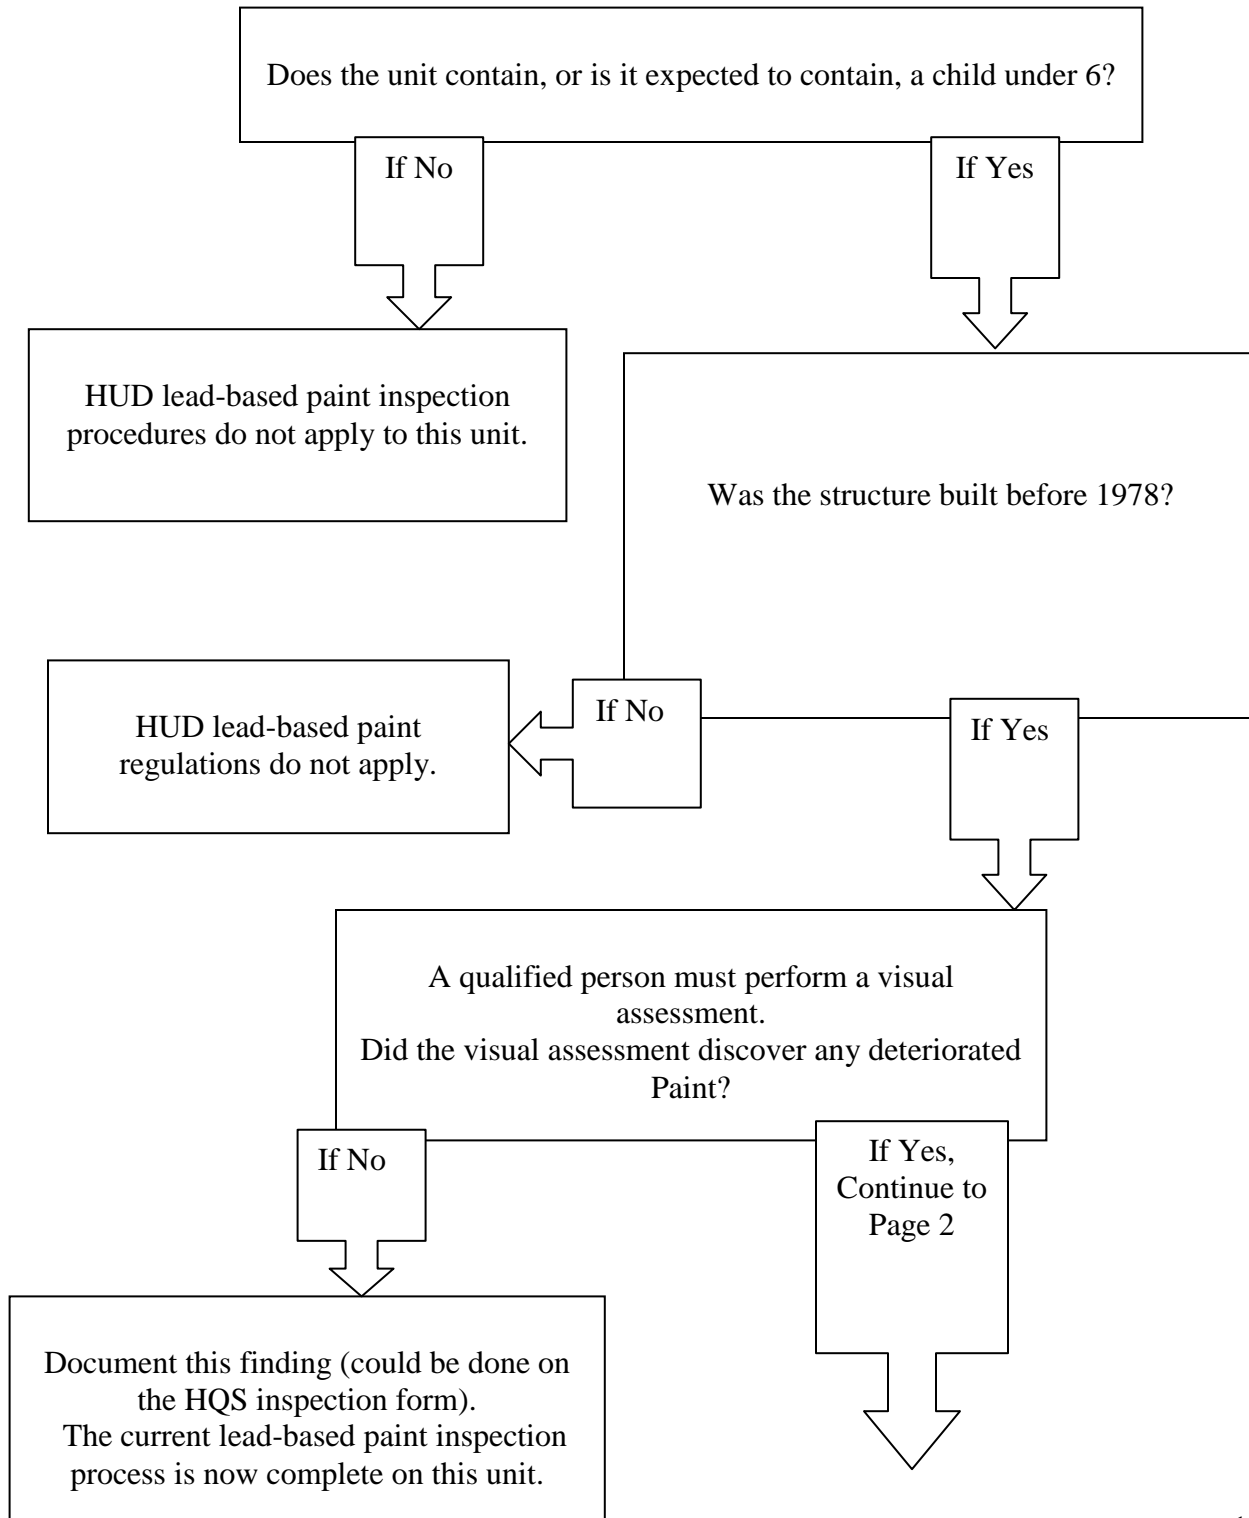 Does the unit contain, or is it expected to contain, a child under 6?
If No
If Yes
HUD lead-based paint inspection
procedures do not apply to this unit.
Was the structure built before 1978?
If No
If Yes
HUD lead-based paint
regulations do not apply.
A qualified person must perform a visual
assessment.
Did the visual assessment discover any deteriorated
Paint?
If No
If Yes,
Continue to
Page 2
Document this finding (could be done on
the HQS inspection form).
The current lead-based paint inspection
process is now complete on this unit.